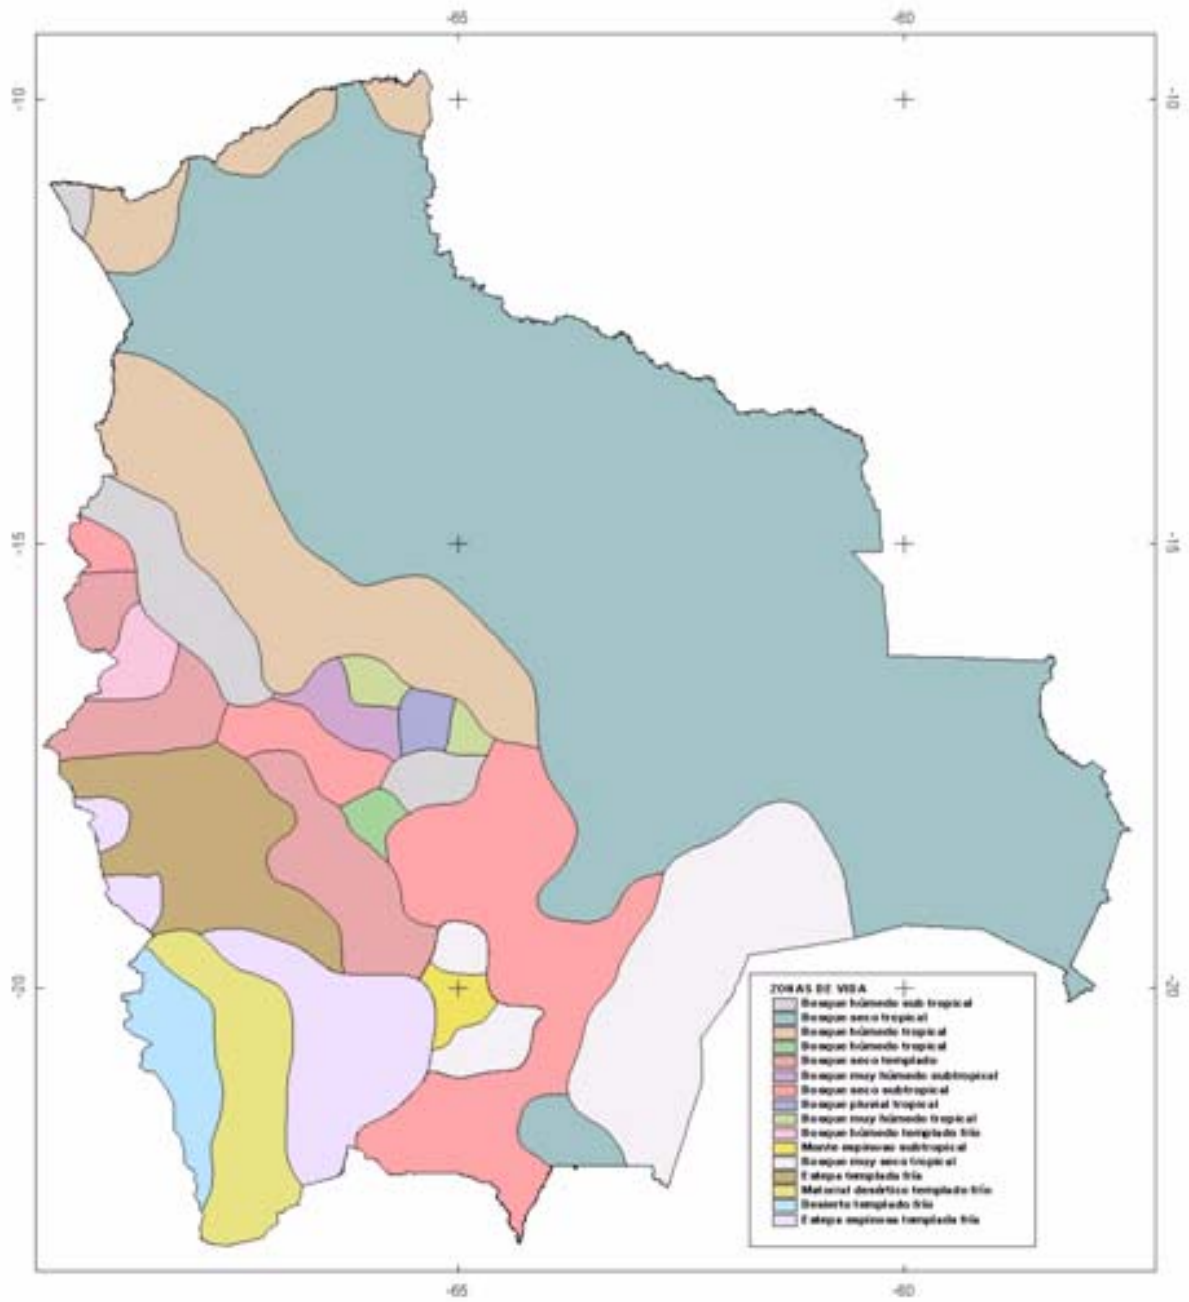 -65 -60
-10 -10
-15 -15
-20 -20
ZONAS DE VIDA
Bosque húmedo sub tropical
Bosque seco tropical
Bosque húmedo tropical
Bosque húmedo tropical
Bosque seco templado
Bosque muy húmedo subtropical
Bosque seco subtropical
Bosque pluvial tropical
Bosque muy húmedo tropical
Bosque húmedo templado frío
Monte espinoso subtropical
Bosque muy seco tropical
Estepa templada fría
Matorral desértico templado frío
Desierto templado frío
Estepa espinosa templada fría
-65 -60